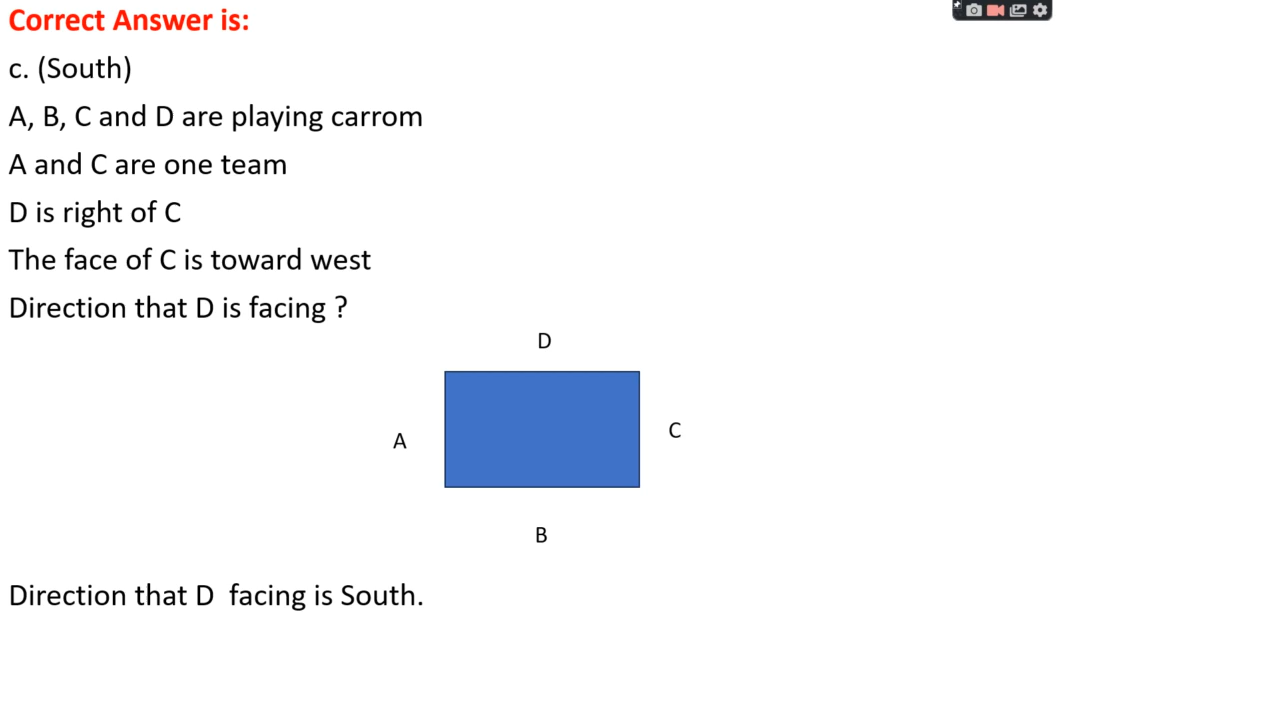 Correct Answer is:
c. (South)
A, B, C and D are playing carrom
A and C are one team
D is right of C
The face of C is toward west
Direction that D is facing ?
D
A
C
B
Direction that D  facing is South.